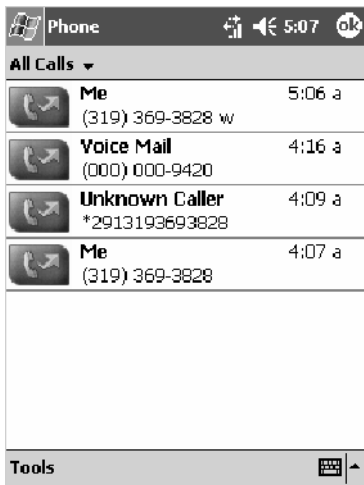 Phone 5:07 ok
All Calls
Me 5:06 a
(319) 369-3828 w
Voice Mail 4:16 a
(000) 000-9420
Unknown Caller 4:09 a
*2913193693828
Me 4:07 a
(319) 369-3828
Tools